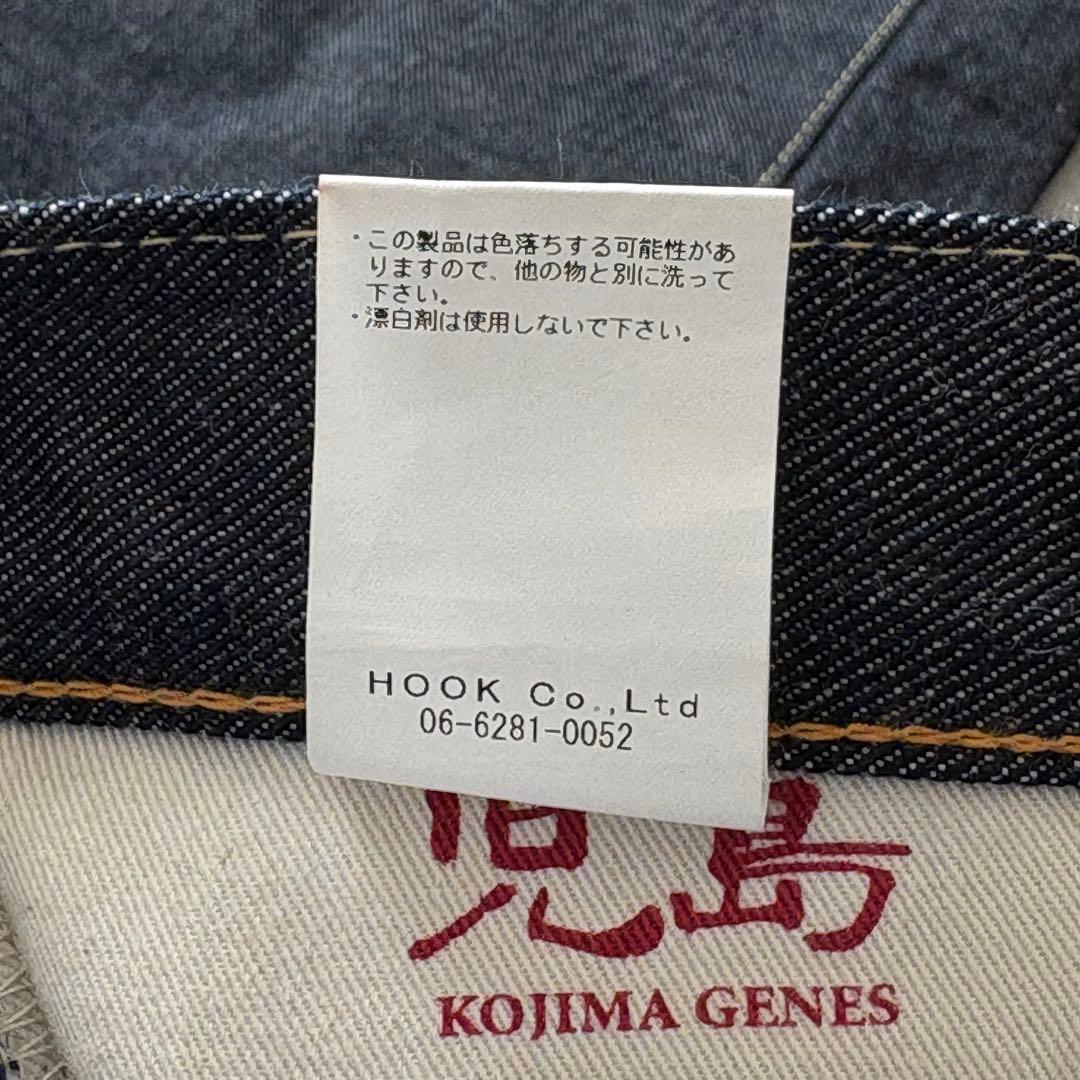 ・この製品は色落ちする可能性があ
りますので、他の物と別に洗って
下さい。
・漂白剤は使用しないで下さい。
HOOK Co.,Ltd
06-6281-0052
児島
KOJIMA GENES